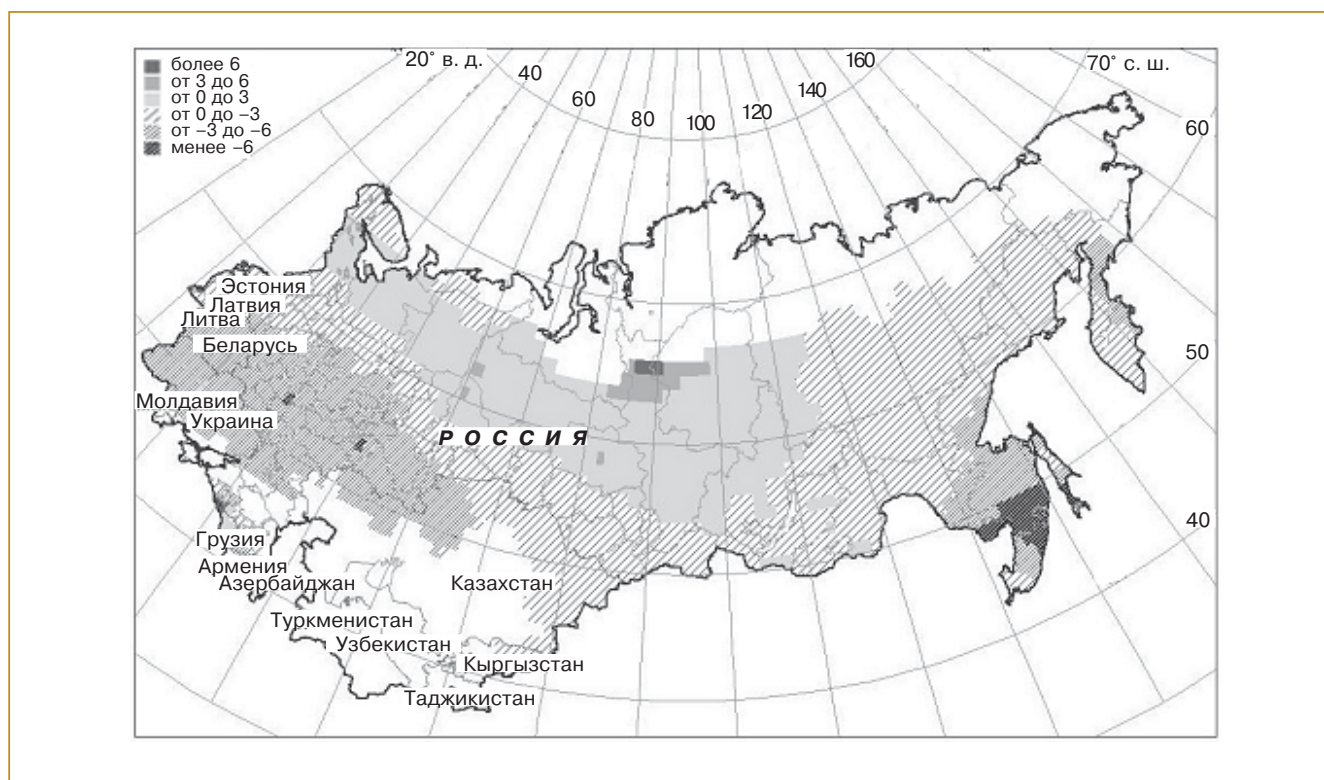 20° в. д.
40
60
80
100
120
140
160
70° с. ш.
60
50
40
более 6
от 3 до 6
от 0 до 3
от 0 до −3
от −3 до −6
менее −6
Эстония
Латвия
Литва
Беларусь
Молдавия
Украина
РОССИЯ
Грузия
Армения
Азербайджан
Казахстан
Туркменистан
Узбекистан
Кыргызстан
Таджикистан